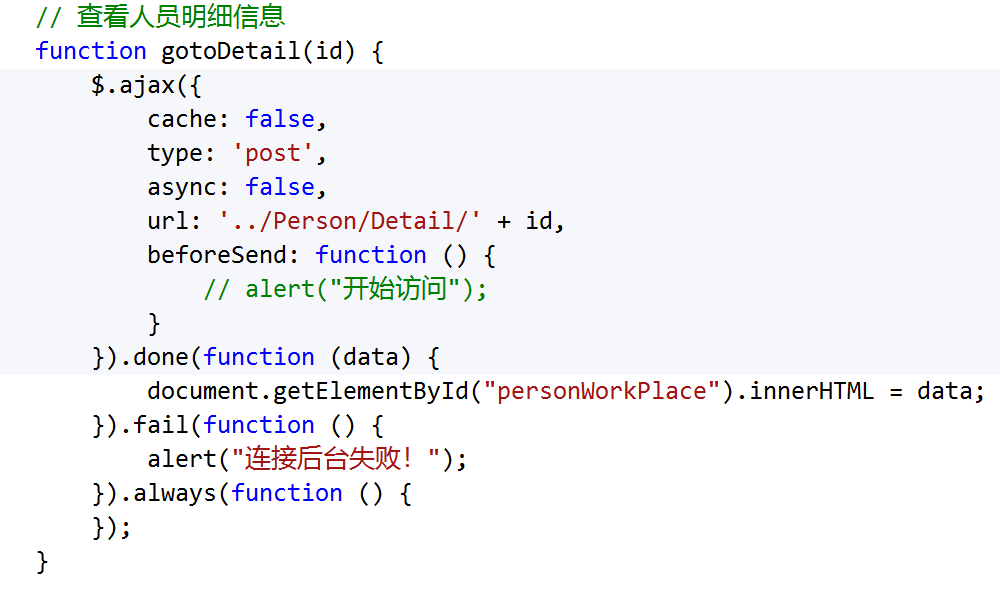 // 查看人员明细信息
function gotoDetail(id) {
    $.ajax({
        cache: false,
        type: 'post',
        async: false,
        url: '../Person/Detail/' + id,
        beforeSend: function () {
            // alert("开始访问");
        }
    }).done(function (data) {
        document.getElementById("personWorkPlace").innerHTML = data;
    }).fail(function () {
        alert("连接后台失败！");
    }).always(function () {
    });
}